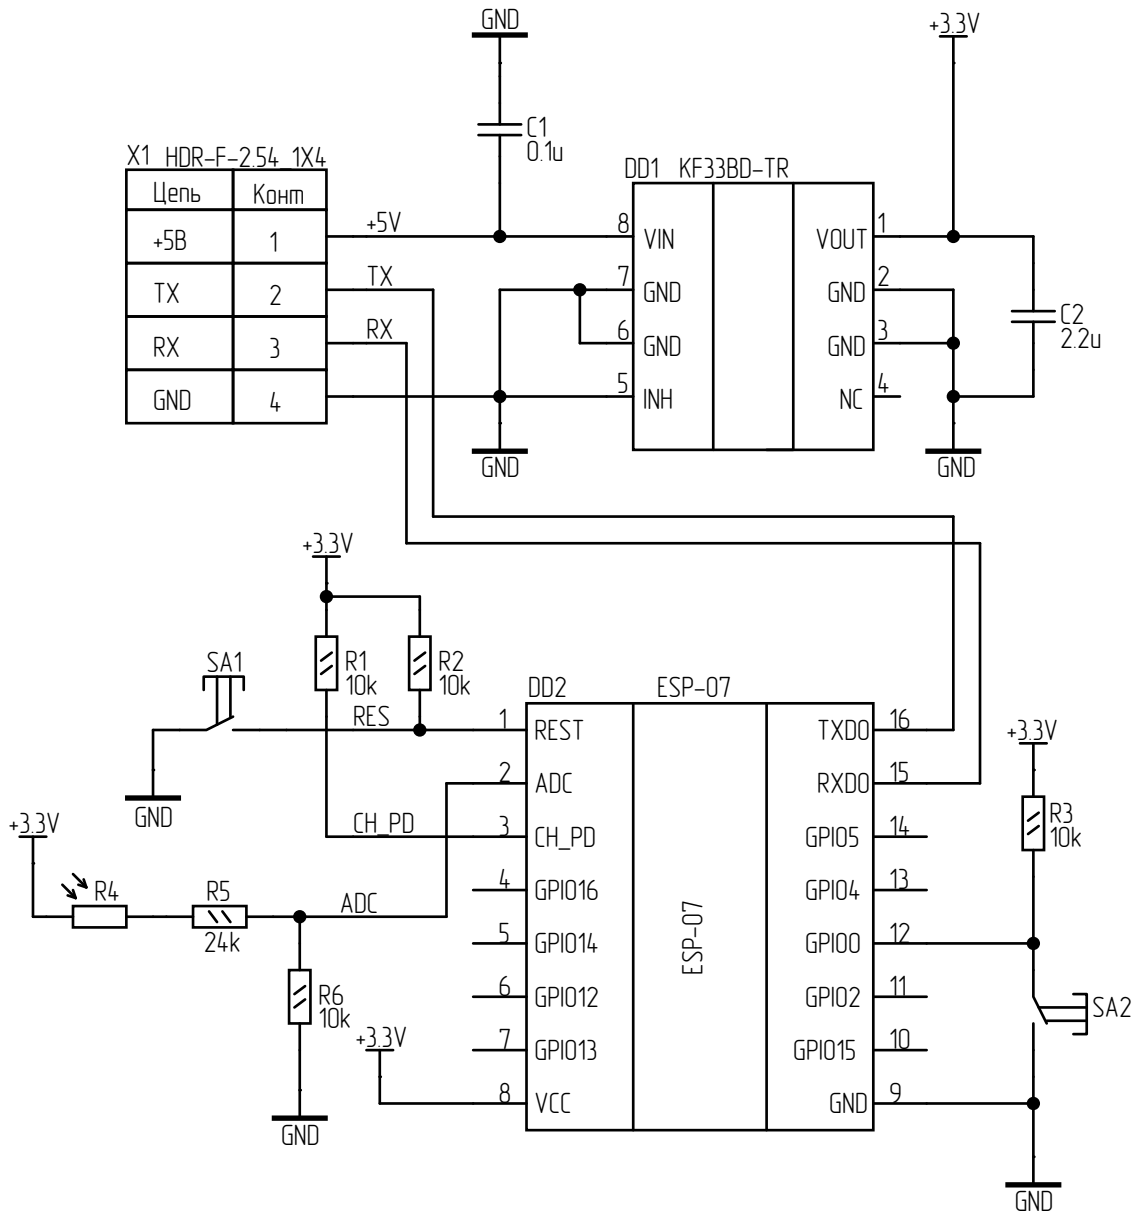 GND
+3.3V
C1
0.1u
X1 HDR-F-2.54_1X4
Цепь Конт
+5В 1
TX 2
RX 3
GND 4
+5V
TX
RX
DD1 KF33BD-TR
8 VIN VOUT 1
7 GND GND 2
6 GND GND 3
5 INH NC 4
C2
2.2u
GND
GND
+3.3V
R1
10k
R2
10k
SA1
RES
GND
CH_PD
+3.3V
R4
R5
24k
ADC
R6
10k
+3.3V
GND
DD2 ESP-07
1 REST TXD0 16
2 ADC RXD0 15
3 CH_PD GPIO5 14
4 GPIO16 GPIO4 13
5 GPIO14 GPIO0 12
6 GPIO12 GPIO2 11
7 GPIO13 GPIO15 10
8 VCC GND 9
ESP-07
+3.3V
R3
10k
SA2
GND